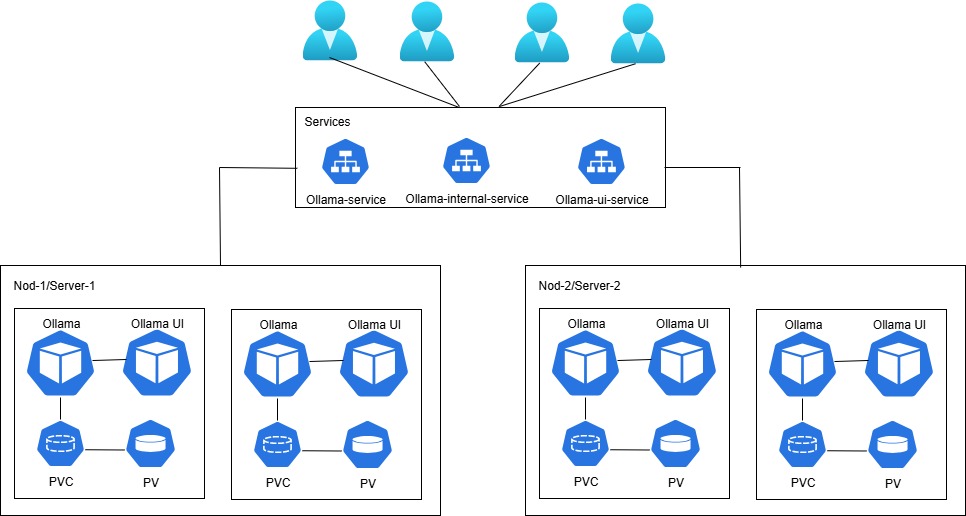 Services
Ollama-service
Ollama-internal-service
Ollama-ui-service
Nod-1/Server-1
Ollama
Ollama UI
PVC
PV
Ollama
Ollama UI
PVC
PV
Nod-2/Server-2
Ollama
Ollama UI
PVC
PV
Ollama
Ollama UI
PVC
PV